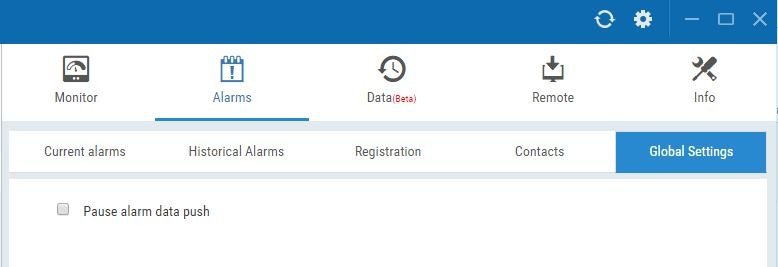 Monitor Alarms Data(Beta) Remote Info
Current alarms Historical Alarms Registration Contacts Global Settings
Pause alarm data push